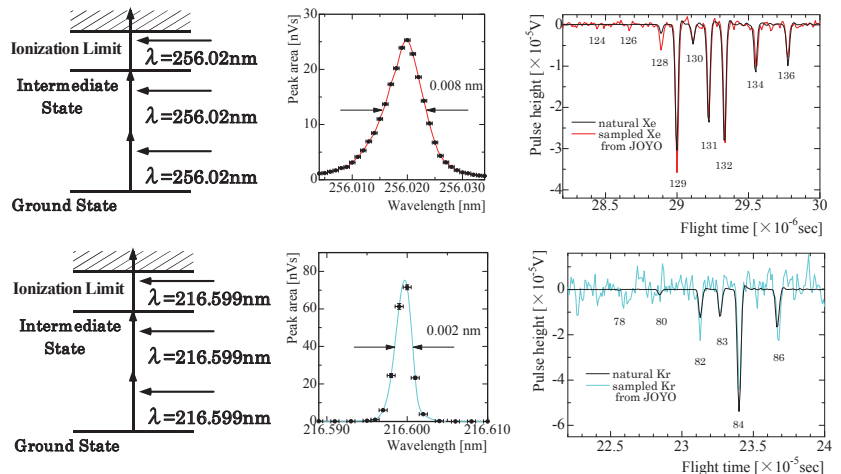 Ionization Limit
λ=256.02nm
Intermediate
State
λ=256.02nm
λ=256.02nm
Ground State
Peak area [nVs]
30
20
10
0
0.008 nm
256.010
256.020
256.030
Wavelength [nm]
Pulse height [×10⁻⁵V]
0
-1
-2
-3
-4
124
126
128
130
134
136
natural Xe
sampled Xe
from JOYO
131
132
129
28.5
29
29.5
30
Flight time [×10⁻⁶sec]
Ionization Limit
λ=216.599nm
Intermediate
State
λ=216.599nm
λ=216.599nm
Ground State
Peak area [nVs]
80
60
40
20
0
0.002 nm
216.590
216.600
216.610
Wavelength [nm]
Pulse height [×10⁻⁵V]
0
-2
-4
-6
78
80
83
82
86
natural Kr
sampled Kr
from JOYO
84
22.5
23
23.5
24
Flight time [×10⁻⁵sec]